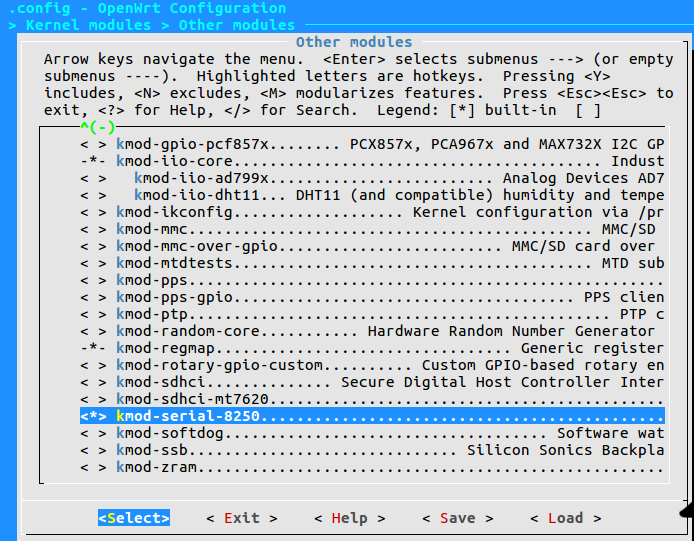 .config - OpenWrt Configuration
> Kernel modules > Other modules
Other modules
Arrow keys navigate the menu.  <Enter> selects submenus ---> (or empty
submenus ----).  Highlighted letters are hotkeys.  Pressing <Y>
includes, <N> excludes, <M> modularizes features.  Press <Esc><Esc> to
exit, <?> for Help, </> for Search.  Legend: [*] built-in  [ ]
^(-)
< > kmod-gpio-pcf857x........ PCX857x, PCA967x and MAX732X I2C GP
-*- kmod-iio-core......................................... Indust
< >   kmod-iio-ad799x.......................... Analog Devices AD7
< >   kmod-iio-dht11... DHT11 (and compatible) humidity and tempe
< > kmod-ikconfig.................... Kernel configuration via /pr
< > kmod-mmc............................................. MMC/SD
< > kmod-mmc-over-gpio......................... MMC/SD card over
< > kmod-mtdtests........................................ MTD sub
< > kmod-pps.....................................................
< > kmod-pps-gpio...................................... PPS clien
< > kmod-ptp............................................... PTP c
< > kmod-random-core........... Hardware Random Number Generator
-*- kmod-regmap................................. Generic register
< > kmod-rotary-gpio-custom.......... Custom GPIO-based rotary en
< > kmod-sdhci.............. Secure Digital Host Controller Inter
< > kmod-sdhci-mt7620............................................
<*> kmod-serial-8250.............................................
< > kmod-softdog.................................... Software wat
< > kmod-ssb.............................. Silicon Sonics Backpla
< > kmod-zram....................................................
<Select>    < Exit >    < Help >    < Save >    < Load >